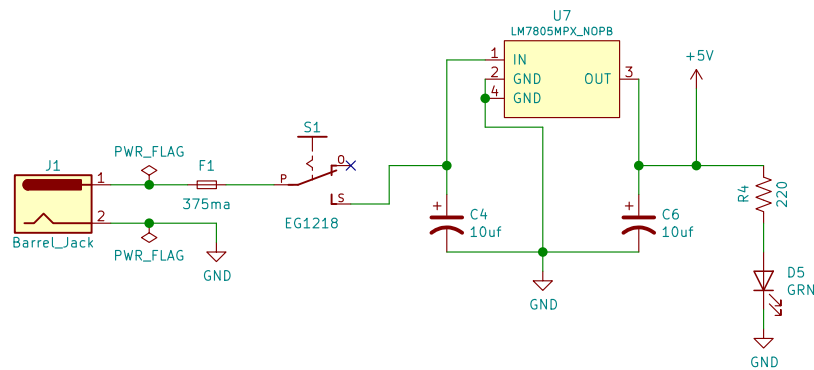 U7
LM7805MPX_NOPB
1
IN
2
GND
OUT
3
4
GND
+5V
S1
PWR_FLAG
J1
F1
O
P
S
1
375ma
EG1218
2
Barrel_Jack
PWR_FLAG
GND
+
C4
10uf
+
C6
10uf
R4
220
GND
D5
GRN
GND